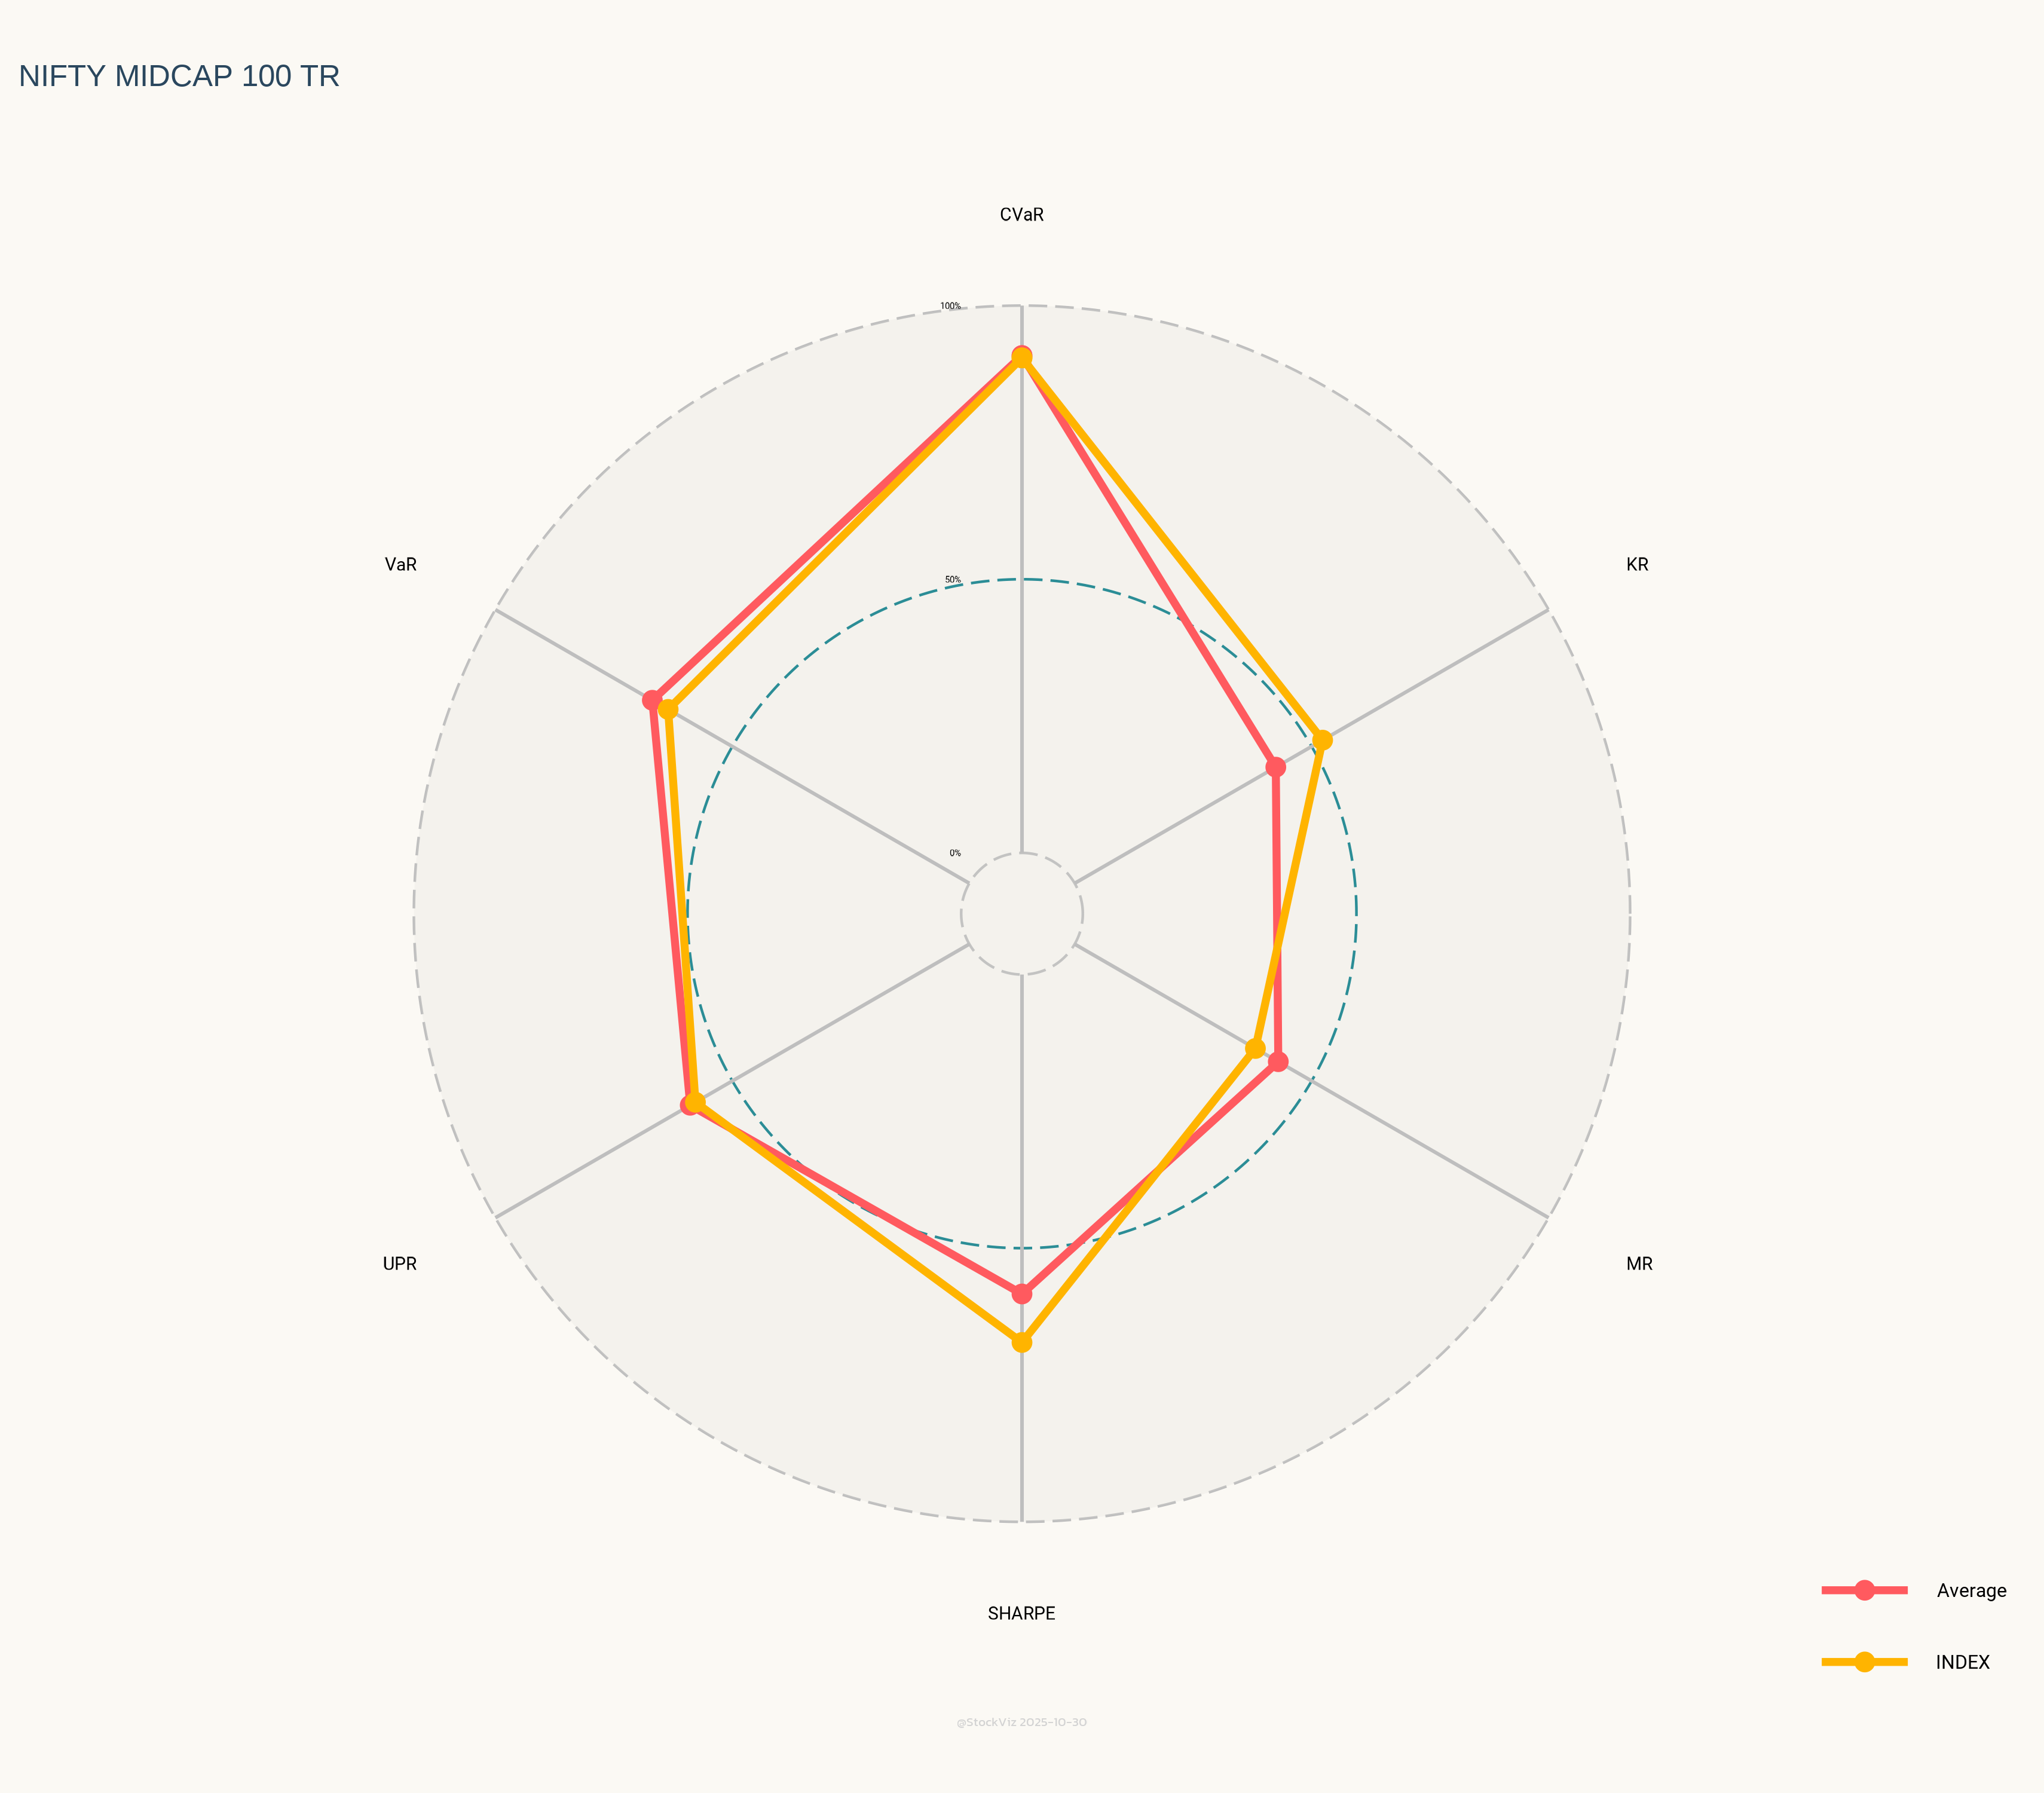 NIFTY MIDCAP 100 TR
CVaR
100%
VaR
KR
50%
0%
UPR
MR
SHARPE
Average
INDEX
@StockViz 2025-10-30